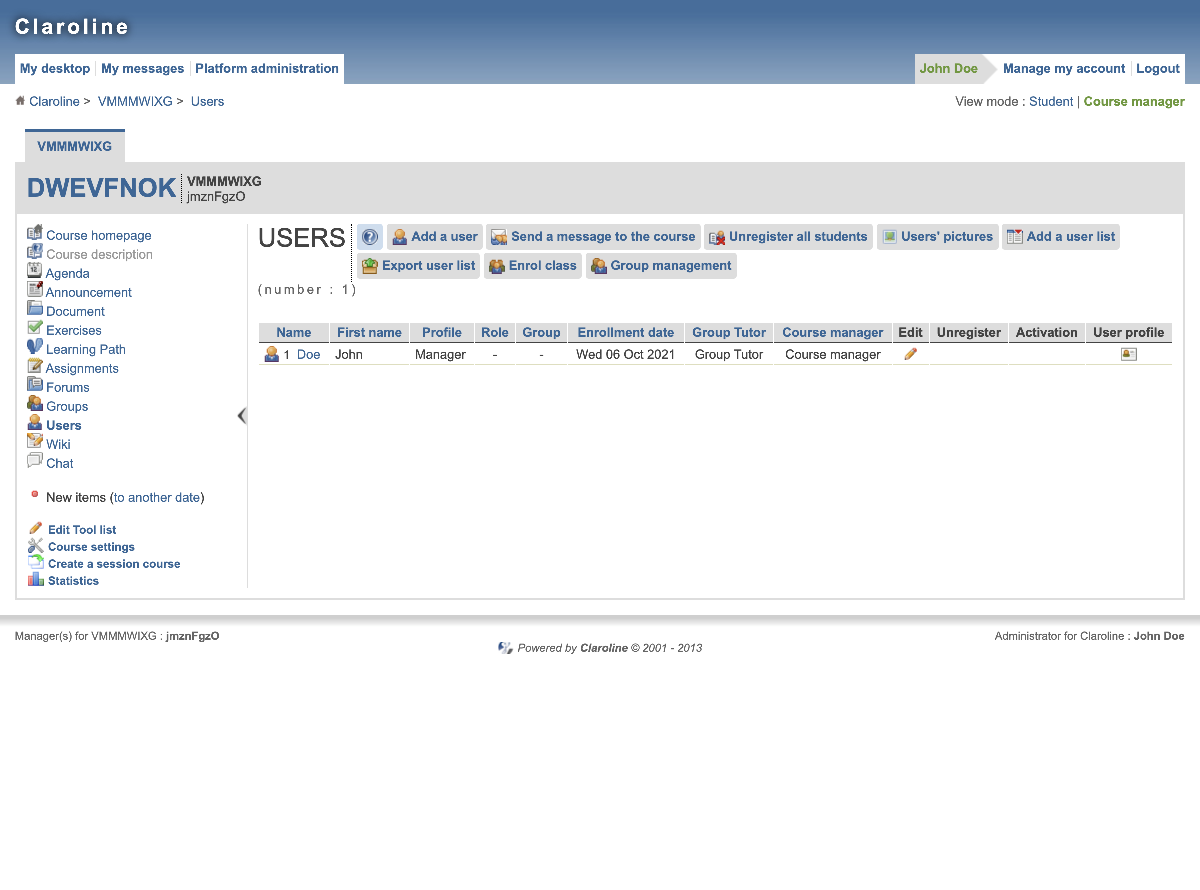 Claroline
My desktop My messages Platform administration
John Doe Manage my account Logout
Claroline > VMMMWIXG > Users
View mode : Student | Course manager
VMMMWIXG
DWEVFNOK
VMMMWIXG
jmznFgzO
Course homepage
Course description
Agenda
Announcement
Document
Exercises
Learning Path
Assignments
Forums
Groups
Users
Wiki
Chat
New items (to another date)
Edit Tool list
Course settings
Create a session course
Statistics
USERS
Add a user Send a message to the course Unregister all students Users' pictures Add a user list
Export user list Enrol class Group management
(number : 1)
Name First name Profile Role Group Enrollment date Group Tutor Course manager Edit Unregister Activation User profile
1 Doe John Manager - - Wed 06 Oct 2021 Group Tutor Course manager
Manager(s) for VMMMWIXG : jmznFgzO
Powered by Claroline © 2001 - 2013
Administrator for Claroline : John Doe